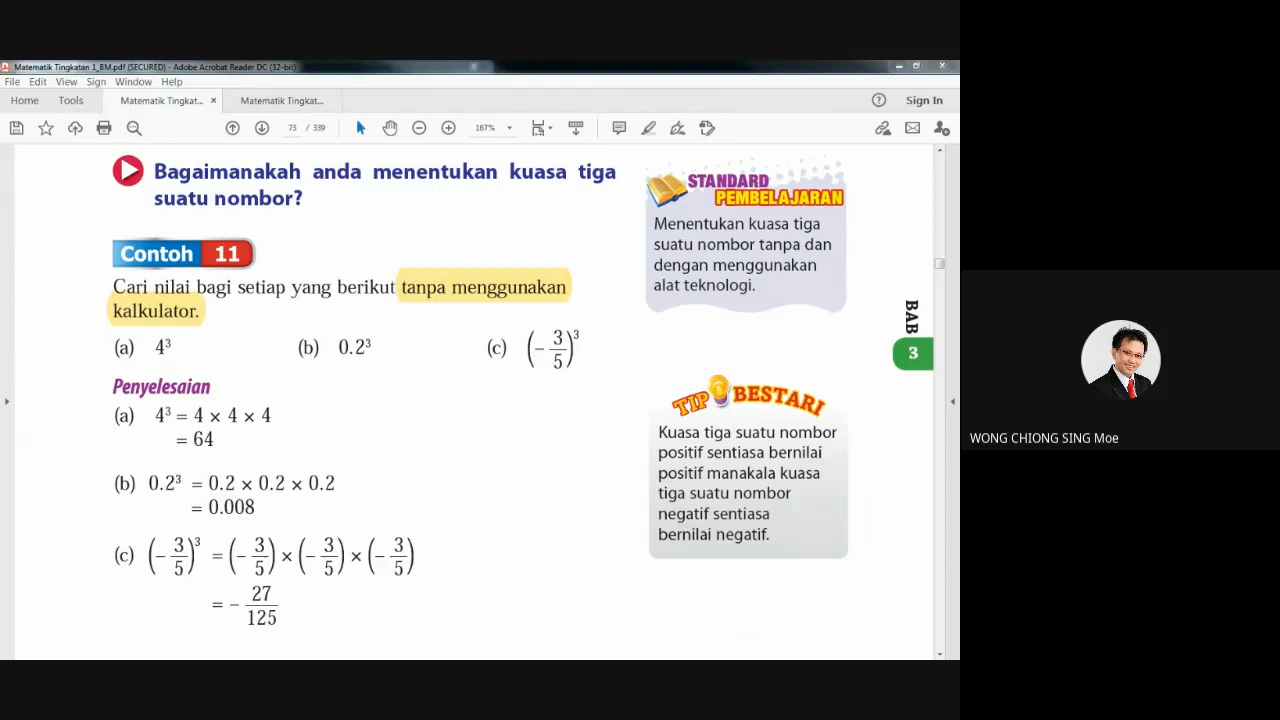 Matematik Tingkatan 1_BM.pdf (SECURED) - Adobe Acrobat Reader DC (32-bit)
File Edit View Sign Window Help
Home Tools Matematik Tingkat... × Matematik Tingkat... Sign In
73 / 339 167%
Bagaimanakah anda menentukan kuasa tiga
suatu nombor?
Contoh 11
Cari nilai bagi setiap yang berikut tanpa menggunakan
kalkulator.
(a) 4³ (b) 0.2³ (c) (– 3/5)³
Penyelesaian
(a) 4³ = 4 × 4 × 4
= 64
(b) 0.2³ = 0.2 × 0.2 × 0.2
= 0.008
(c) (– 3/5)³ = (– 3/5) × (– 3/5) × (– 3/5)
= – 27/125
STANDARD
PEMBELAJARAN
Menentukan kuasa tiga
suatu nombor tanpa dan
dengan menggunakan
alat teknologi.
BAB
3
TIP BESTARI
Kuasa tiga suatu nombor
positif sentiasa bernilai
positif manakala kuasa
tiga suatu nombor
negatif sentiasa
bernilai negatif.
WONG CHIONG SING Moe